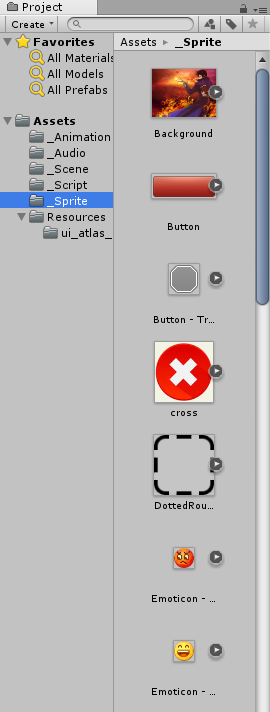 Project
Create
Favorites
All Materials
All Models
All Prefabs
Assets
_Animation
_Audio
_Scene
_Script
_Sprite
Resources
ui_atlas_
Assets _Sprite
Background
Button
Button - Tr...
cross
DottedRou...
Emoticon - ...
Emoticon - ...